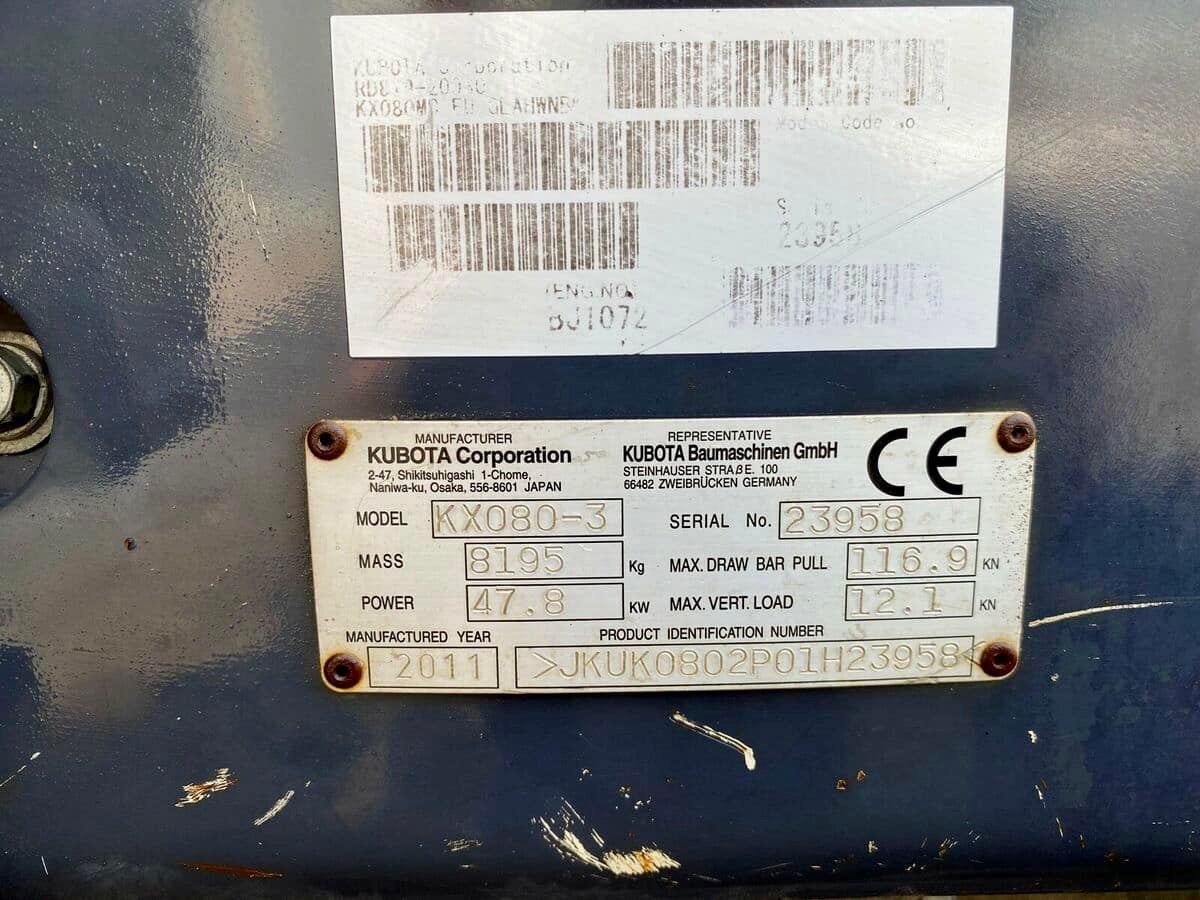 KUBOTA Corporation
KX080M
Model Code No
23958
(ENG.NO)
BJ1072
MANUFACTURER
KUBOTA Corporation
2-47, Shikitsuhigashi 1-Chome,
Naniwa-ku, Osaka, 556-8601 JAPAN
REPRESENTATIVE
KUBOTA Baumaschinen GmbH
STEINHAUSER STRAßE. 100
66482 ZWEIBRÜCKEN GERMANY
CE
MODEL KX080-3 SERIAL No. 23958
MASS 8195 Kg MAX. DRAW BAR PULL 116.9 KN
POWER 47.8 KW MAX. VERT. LOAD 12.1 KN
MANUFACTURED YEAR PRODUCT IDENTIFICATION NUMBER
2011 >JKUK0802P01H23958<